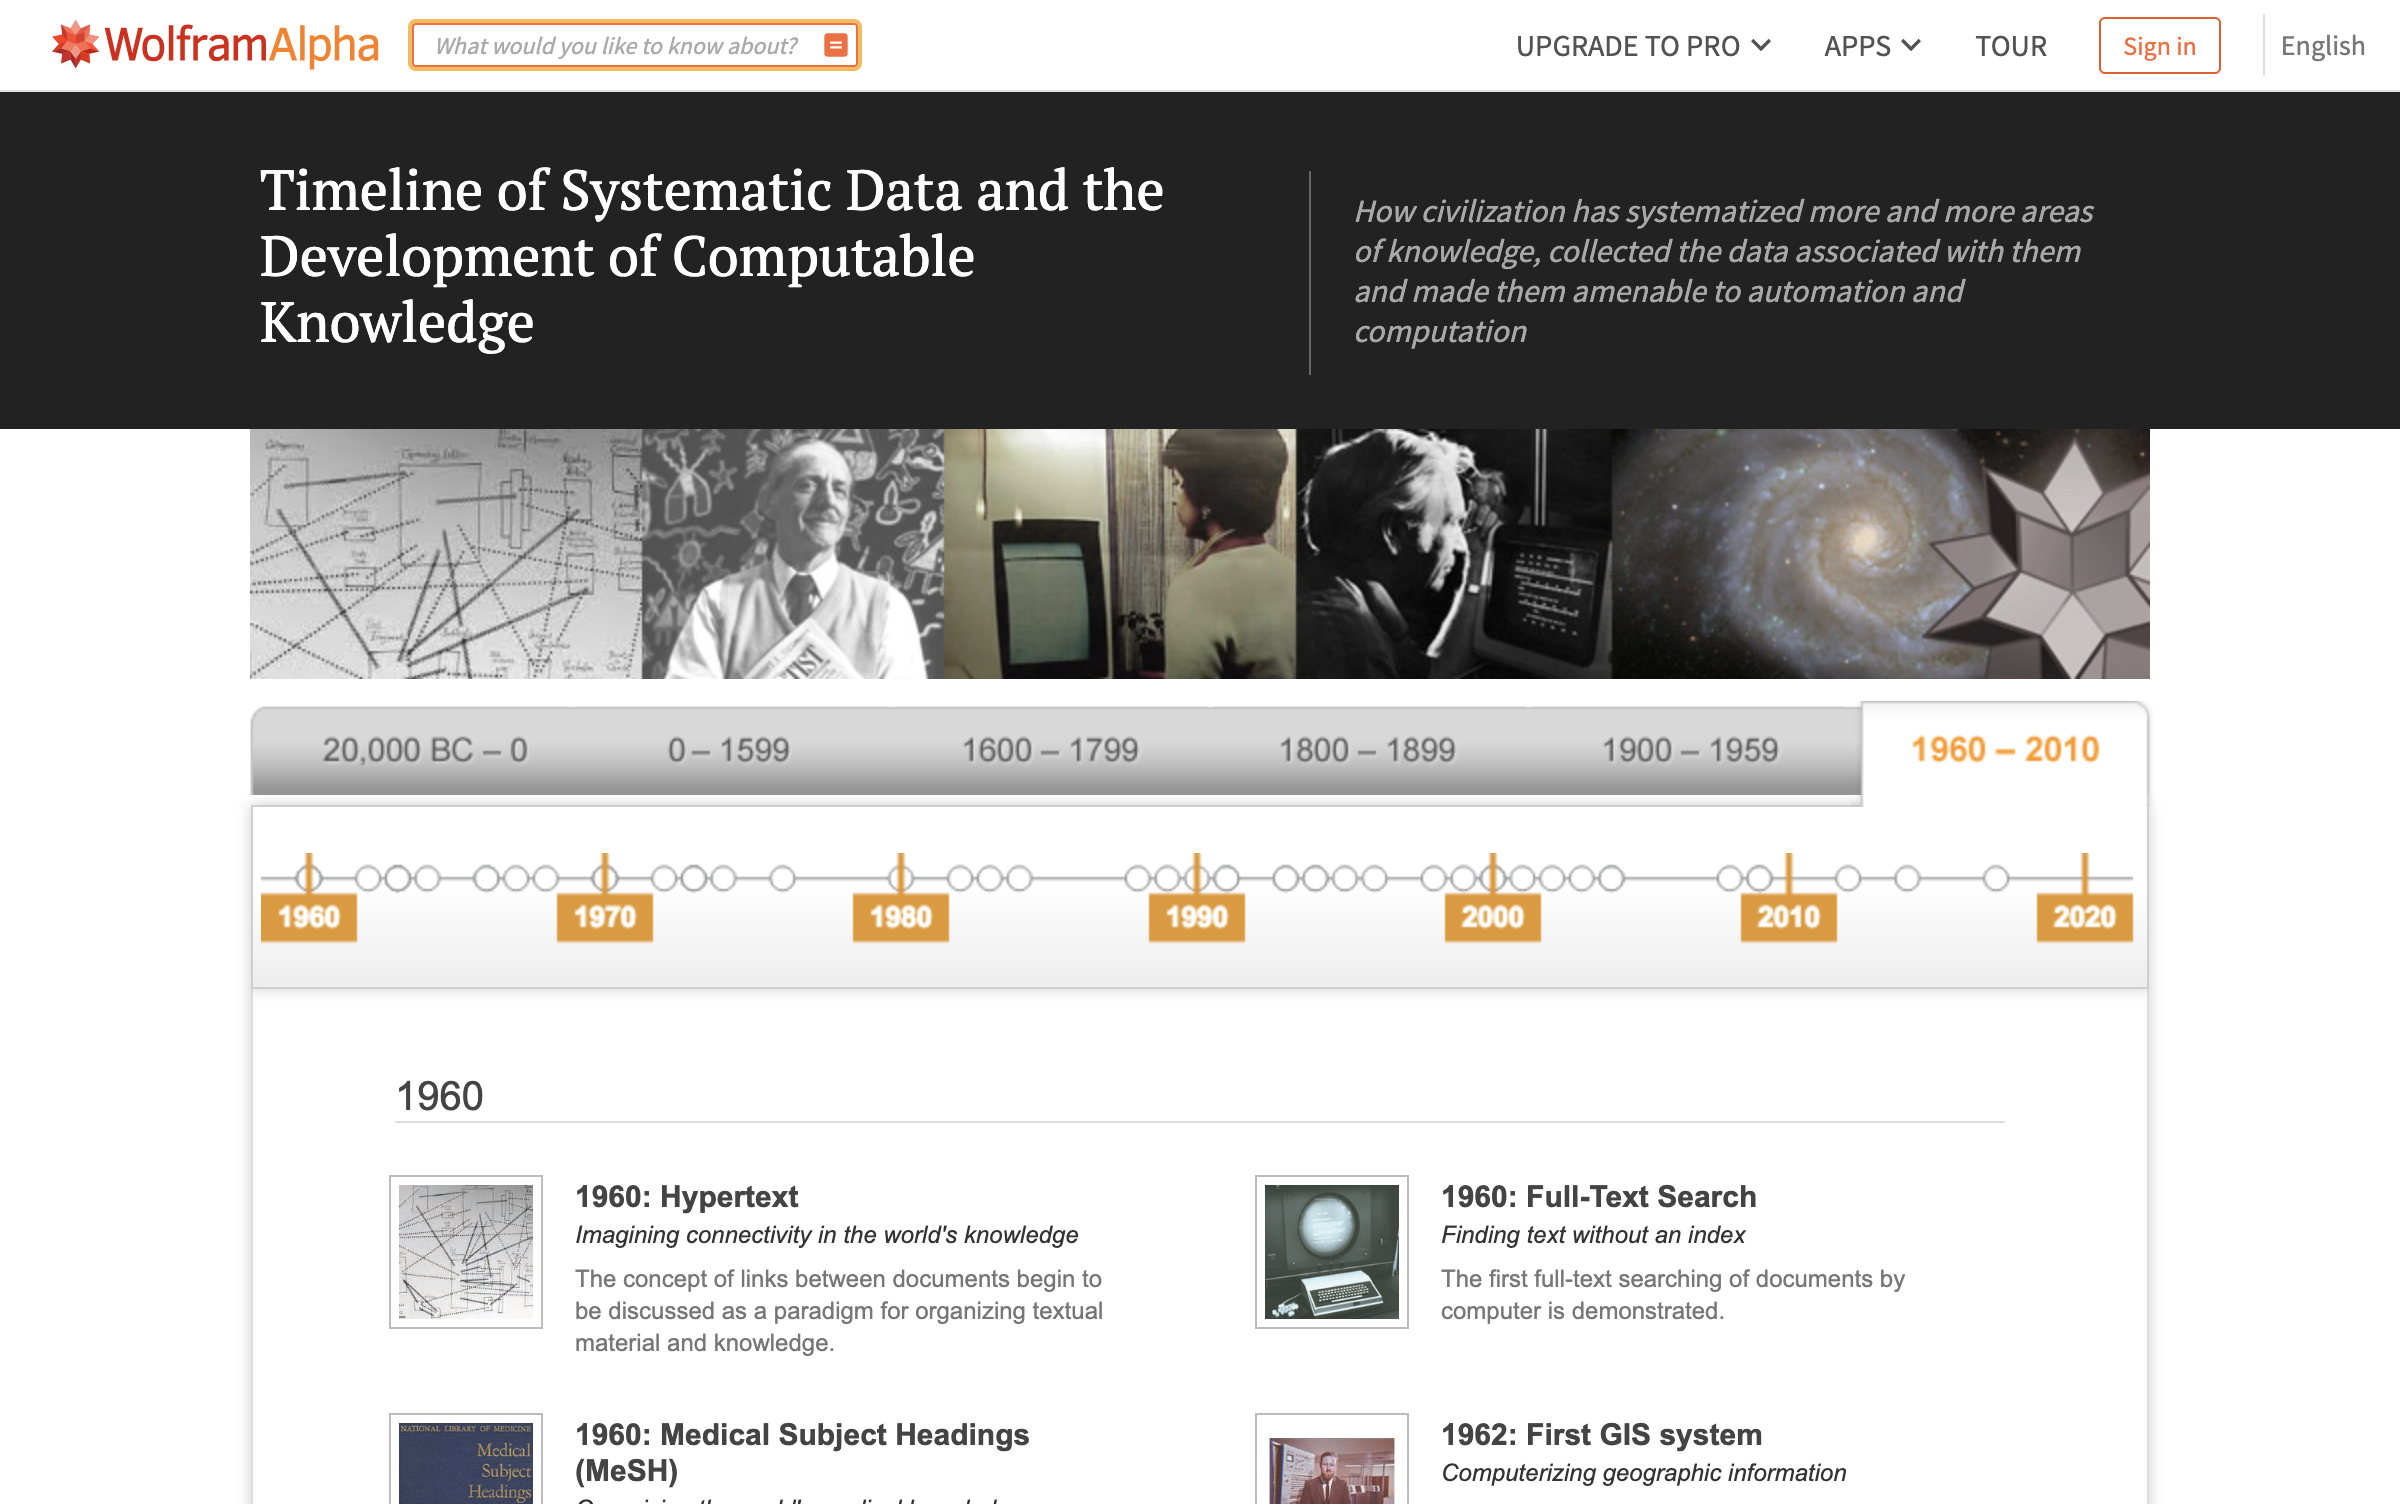 WolframAlpha
What would you like to know about?
UPGRADE TO PRO
APPS
TOUR
Sign in
English
Timeline of Systematic Data and the
Development of Computable
Knowledge
How civilization has systematized more and more areas
of knowledge, collected the data associated with them
and made them amenable to automation and
computation
20,000 BC – 0
0 – 1599
1600 – 1799
1800 – 1899
1900 – 1959
1960 – 2010
1960
1970
1980
1990
2000
2010
2020
1960
1960: Hypertext
Imagining connectivity in the world's knowledge
The concept of links between documents begin to
be discussed as a paradigm for organizing textual
material and knowledge.
1960: Full-Text Search
Finding text without an index
The first full-text searching of documents by
computer is demonstrated.
NATIONAL LIBRARY OF MEDICINE
Medical
Subject
Headings
1960: Medical Subject Headings
(MeSH)
1962: First GIS system
Computerizing geographic information